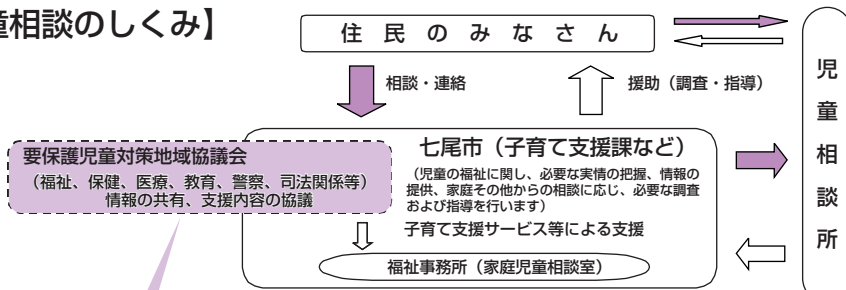 童相談のしくみ】
住民のみなさん
相談・連絡
援助（調査・指導）
児童相談所
要保護児童対策地域協議会
（福祉、保健、医療、教育、警察、司法関係等）
情報の共有、支援内容の協議
七尾市（子育て支援課など）
（児童の福祉に関し、必要な実情の把握、情報の
提供、家庭その他からの相談に応じ、必要な調査
および指導を行います）
子育て支援サービス等による支援
福祉事務所（家庭児童相談室）